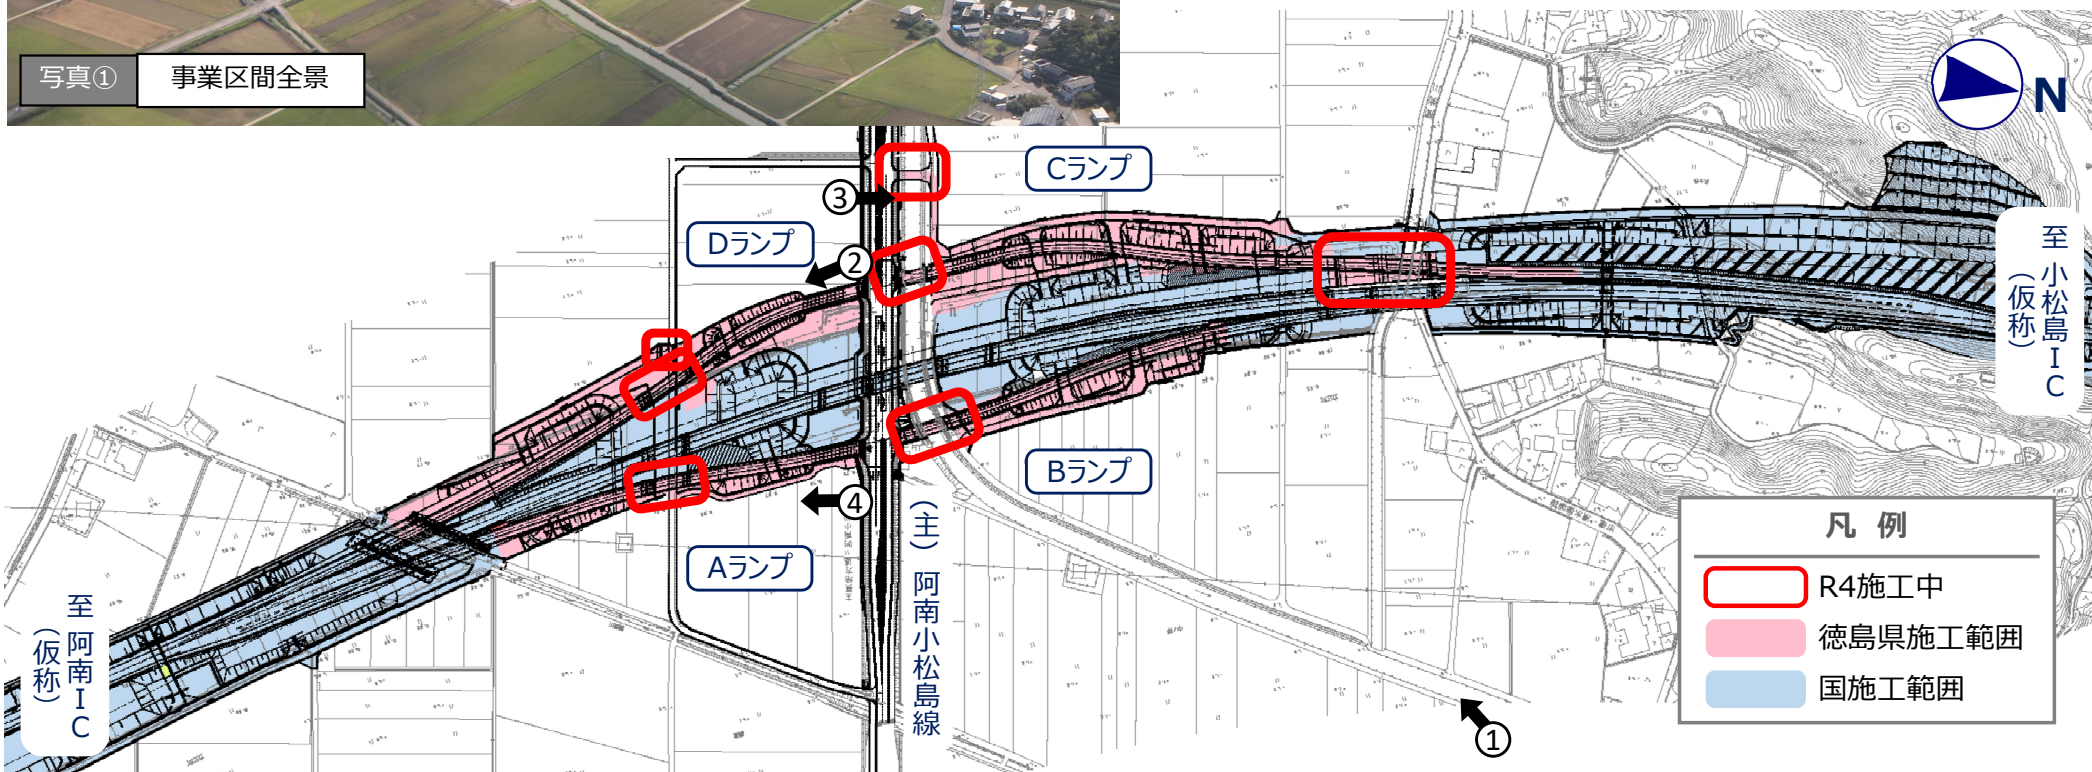 写真①
事業区間全景
N
Cランプ
③
Dランプ
②
至 小松島IC
(仮称)
Bランプ
④
(主)阿南小松島線
Aランプ
至 阿南IC
(仮称)
①
凡 例
R4施工中
徳島県施工範囲
国施工範囲